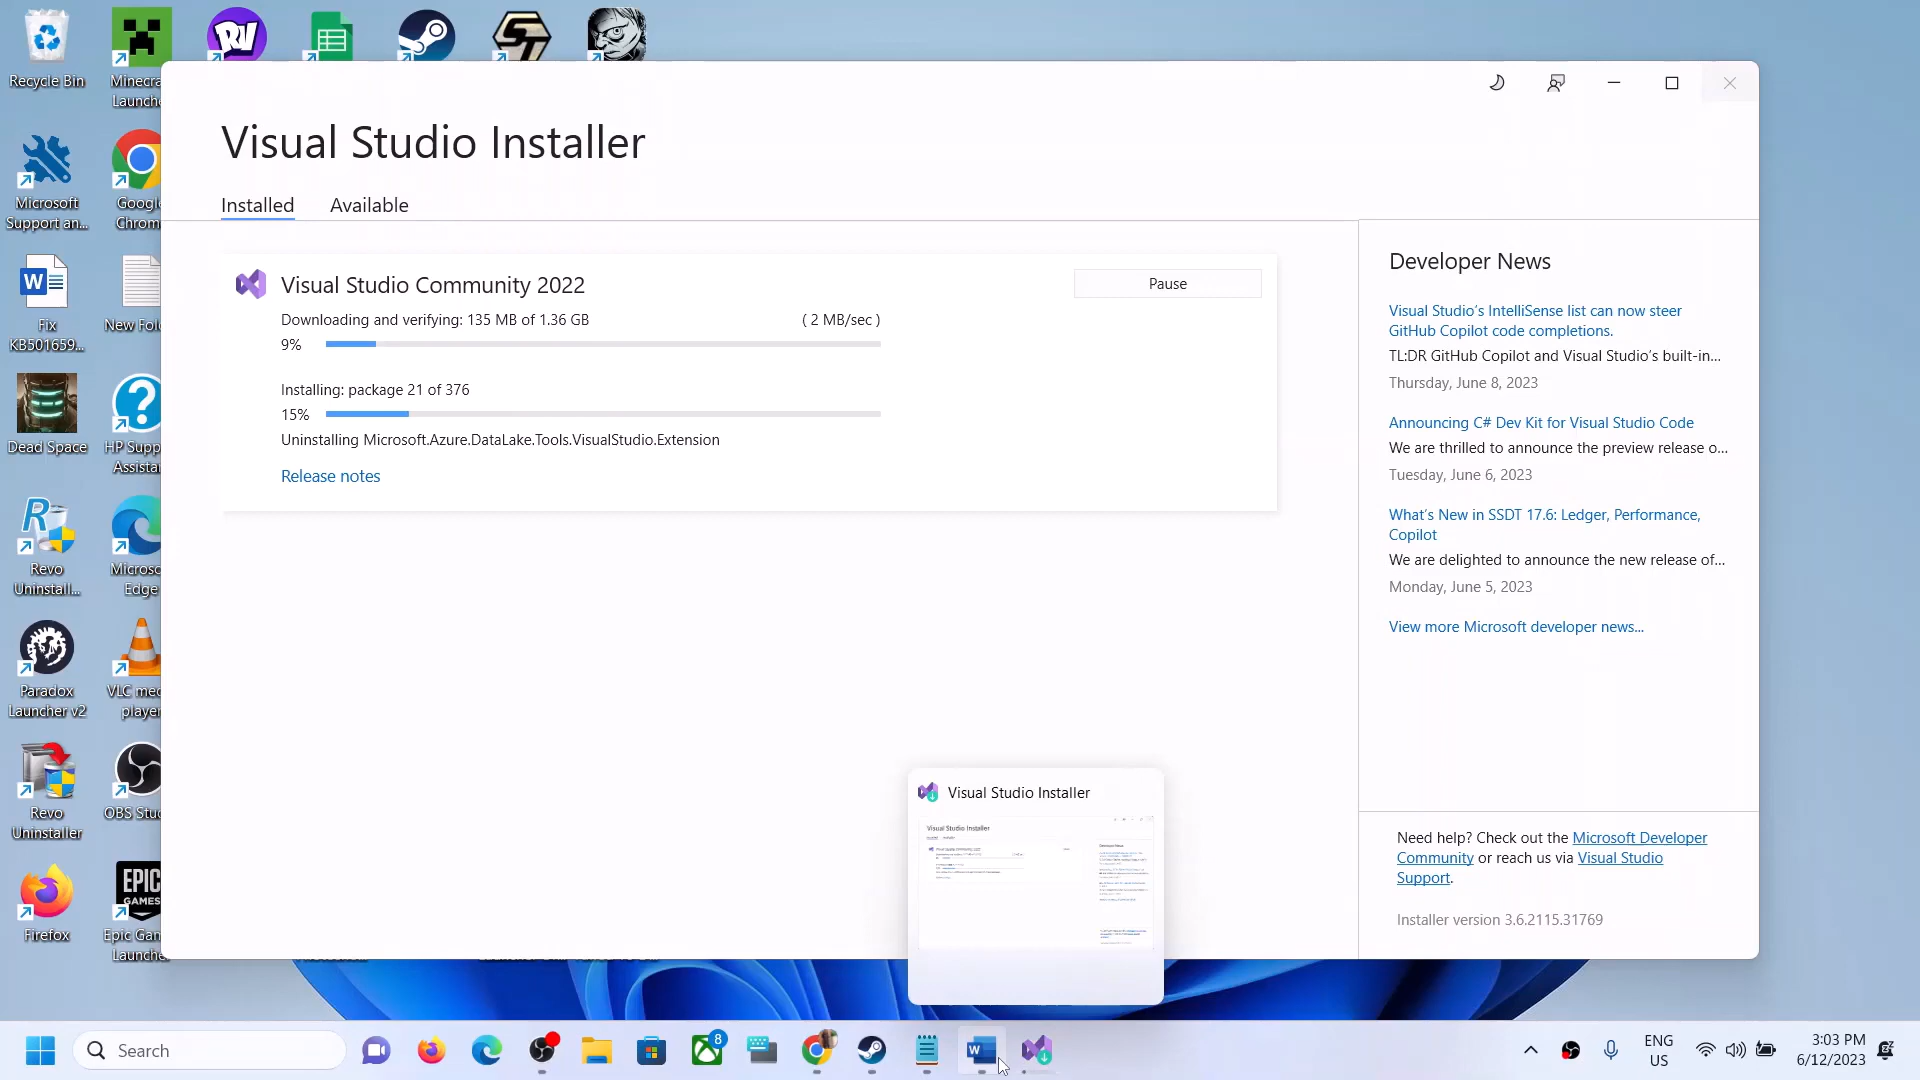 Recycle Bin
Minecra
Launche
Microsoft
Support an...
Googl
Chrom
Fix
KB501659...
New Fol
Dead Space
HP Supp
Assista
Revo
Uninstall...
Microso
Edge
Paradox
Launcher v2
VLC med
player
Revo
Uninstaller
OBS Stud
Firefox
EPIC
GAMES
Epic Gam
Launche
Visual Studio Installer
Installed
Available
Visual Studio Community 2022
Pause
Downloading and verifying: 135 MB of 1.36 GB
( 2 MB/sec )
9%
Installing: package 21 of 376
15%
Uninstalling Microsoft.Azure.DataLake.Tools.VisualStudio.Extension
Release notes
Developer News
Visual Studio's IntelliSense list can now steer
GitHub Copilot code completions.
TL:DR GitHub Copilot and Visual Studio's built-in...
Thursday, June 8, 2023
Announcing C# Dev Kit for Visual Studio Code
We are thrilled to announce the preview release o...
Tuesday, June 6, 2023
What's New in SSDT 17.6: Ledger, Performance,
Copilot
We are delighted to announce the new release of...
Monday, June 5, 2023
View more Microsoft developer news...
Need help? Check out the Microsoft Developer
Community or reach us via Visual Studio
Support.
Installer version 3.6.2115.31769
Visual Studio Installer
Visual Studio Installer
Search
8
ENG
US
3:03 PM
6/12/2023